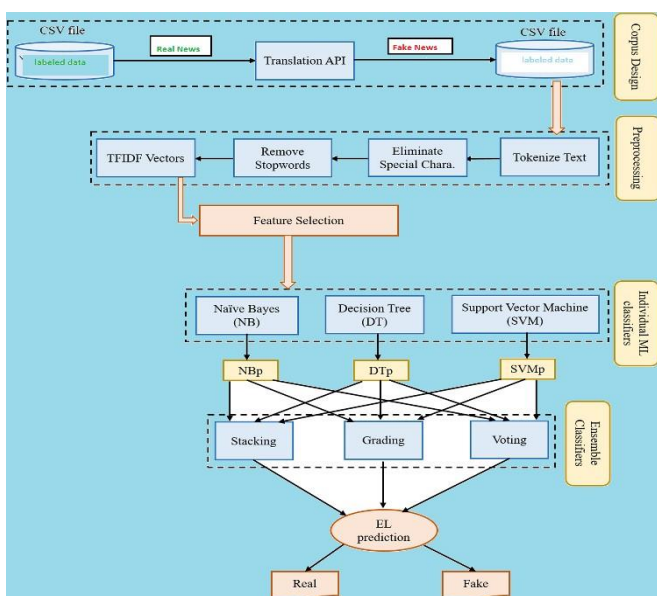 CSV file
CSV file
Real News
Fake News
labeled data
Translation API
labeled data
Corpus Design
TFIDF Vectors
Remove
Stopwords
Eliminate
Special Chara.
Tokenize Text
Preprocessing
Feature Selection
Naïve Bayes
(NB)
Decision Tree
(DT)
Support Vector Machine
(SVM)
Individual ML
classifiers
NBp
DTp
SVMp
Stacking
Grading
Voting
Ensemble
Classifiers
EL
prediction
Real
Fake